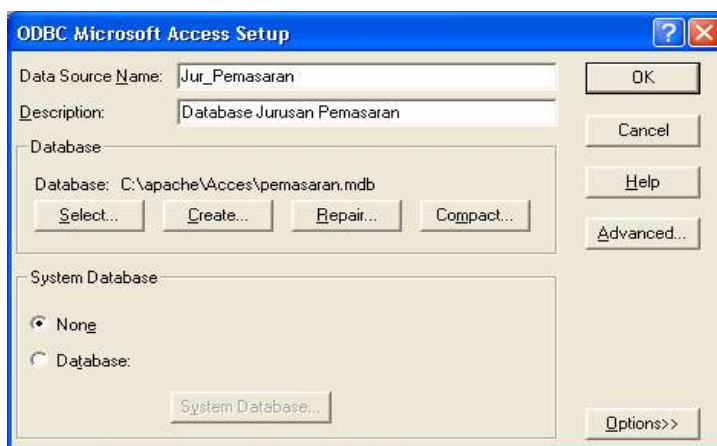 ODBC Microsoft Access Setup
Data Source Name: Jur_Pemasaran
Description: Database Jurusan Pemasaran
Database
Database: C:\apache\Acces\pemasaran.mdb
Select... Create... Repair... Compact...
System Database
None
Database:
System Database...
OK
Cancel
Help
Advanced...
Options>>